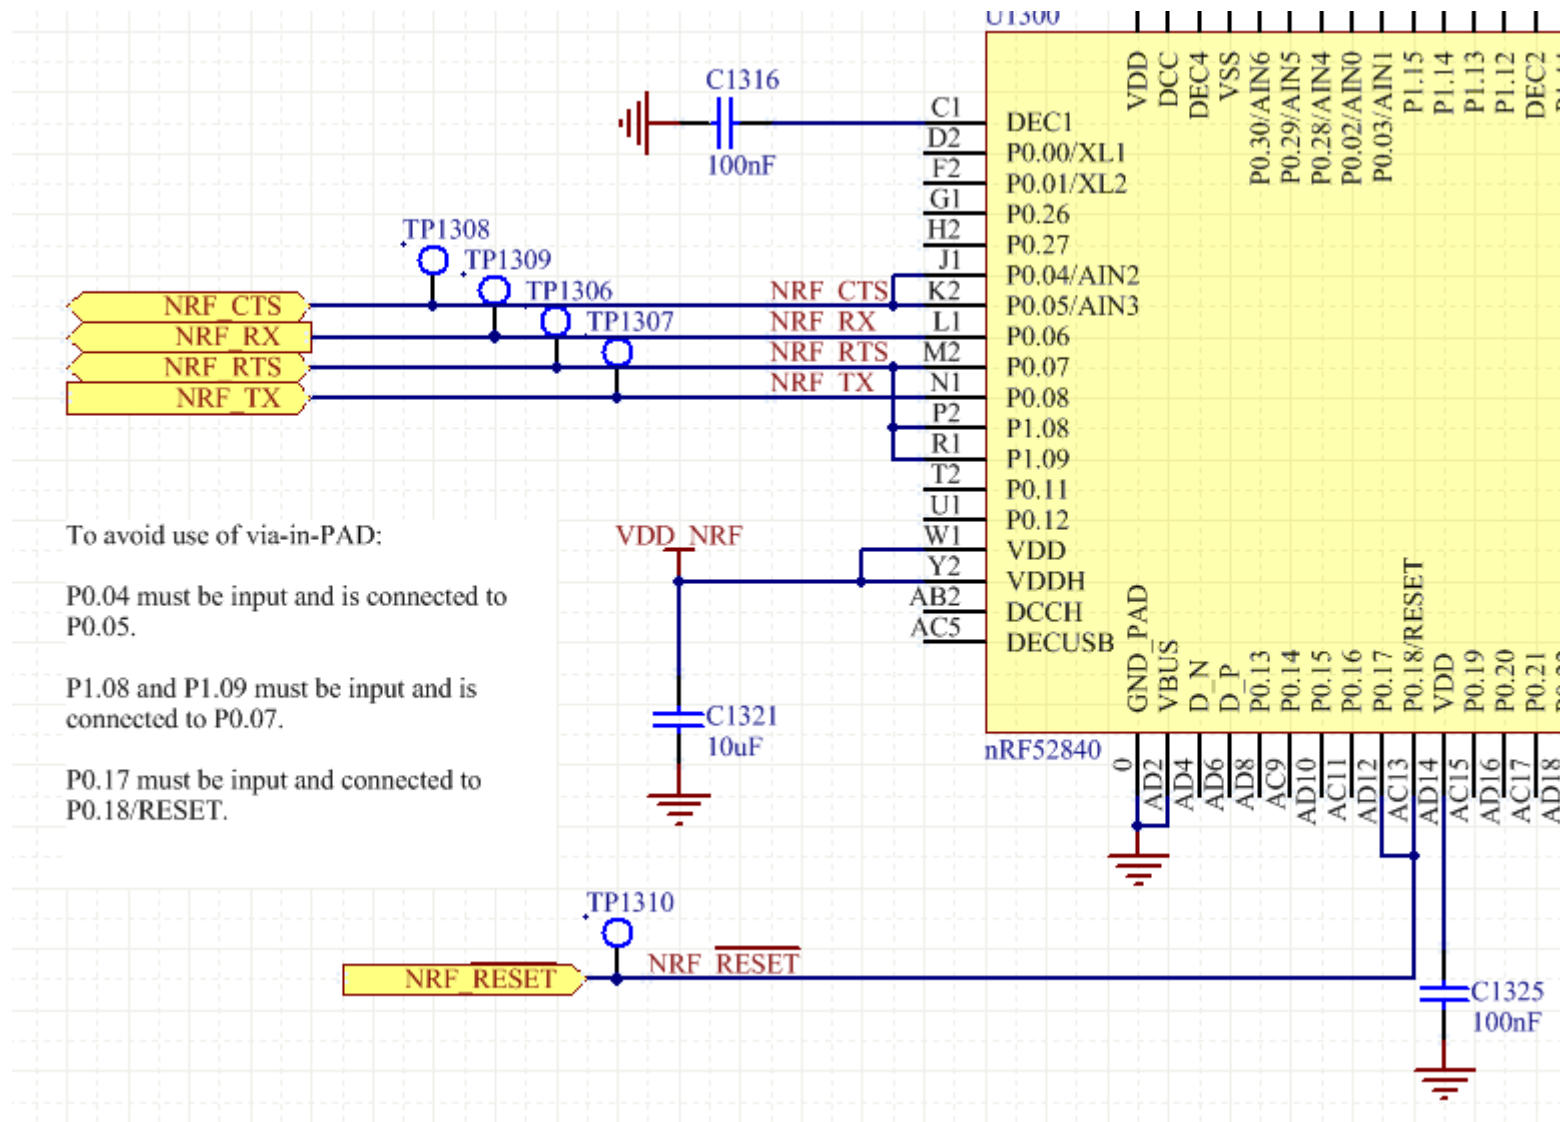 U1300
VDD
DCC
DEC4
VSS
P0.30/AIN6
P0.29/AIN5
P0.28/AIN4
P0.02/AIN0
P0.03/AIN1
P1.15
P1.14
P1.13
P1.12
DEC2
C1316
100nF
C1 DEC1
D2 P0.00/XL1
F2 P0.01/XL2
G1 P0.26
H2 P0.27
J1 P0.04/AIN2
K2 P0.05/AIN3
L1 P0.06
M2 P0.07
N1 P0.08
P2 P1.08
R1 P1.09
T2 P0.11
U1 P0.12
W1 VDD
Y2 VDDH
AB2 DCCH
AC5 DECUSB
TP1308
TP1309
TP1306
TP1307
NRF_CTS NRF_CTS
NRF_RX NRF_RX
NRF_RTS NRF_RTS
NRF_TX NRF_TX
To avoid use of via-in-PAD:
P0.04 must be input and is connected to
P0.05.
P1.08 and P1.09 must be input and is
connected to P0.07.
P0.17 must be input and connected to
P0.18/RESET.
VDD_NRF
C1321
10uF
GND_PAD
VBUS
D_N
D_P
P0.13
P0.14
P0.15
P0.16
P0.17
P0.18/RESET
VDD
P0.19
P0.20
P0.21
nRF52840
0
AD2
AD4
AD6
AD8
AC9
AD10
AC11
AD12
AC13
AD14
AC15
AD16
AC17
AD18
TP1310
NRF_RESET NRF_RESET
C1325
100nF